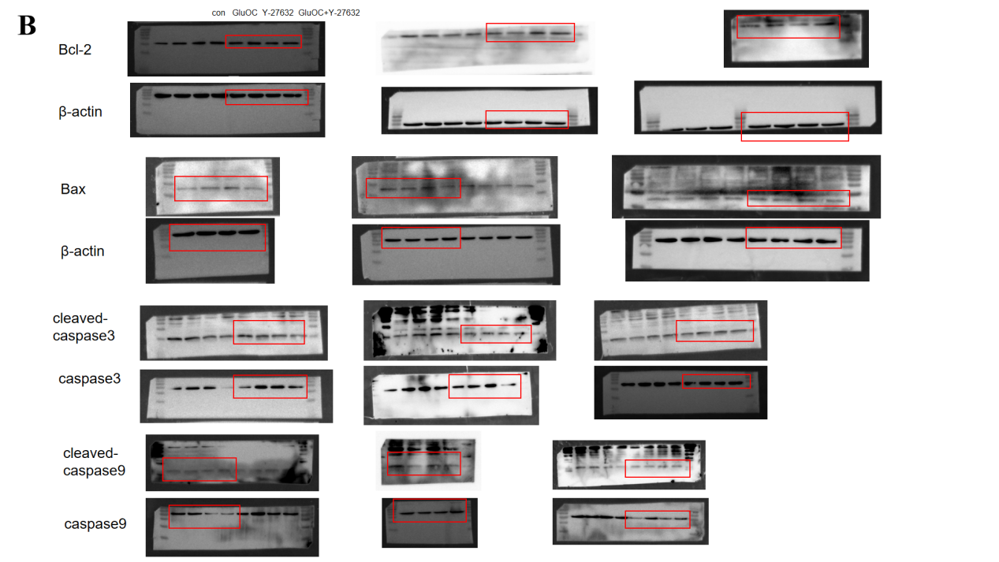 B
con GluOC Y-27632 GluOC+Y-27632
Bcl-2
β-actin
Bax
β-actin
cleaved-
caspase3
caspase3
cleaved-
caspase9
caspase9